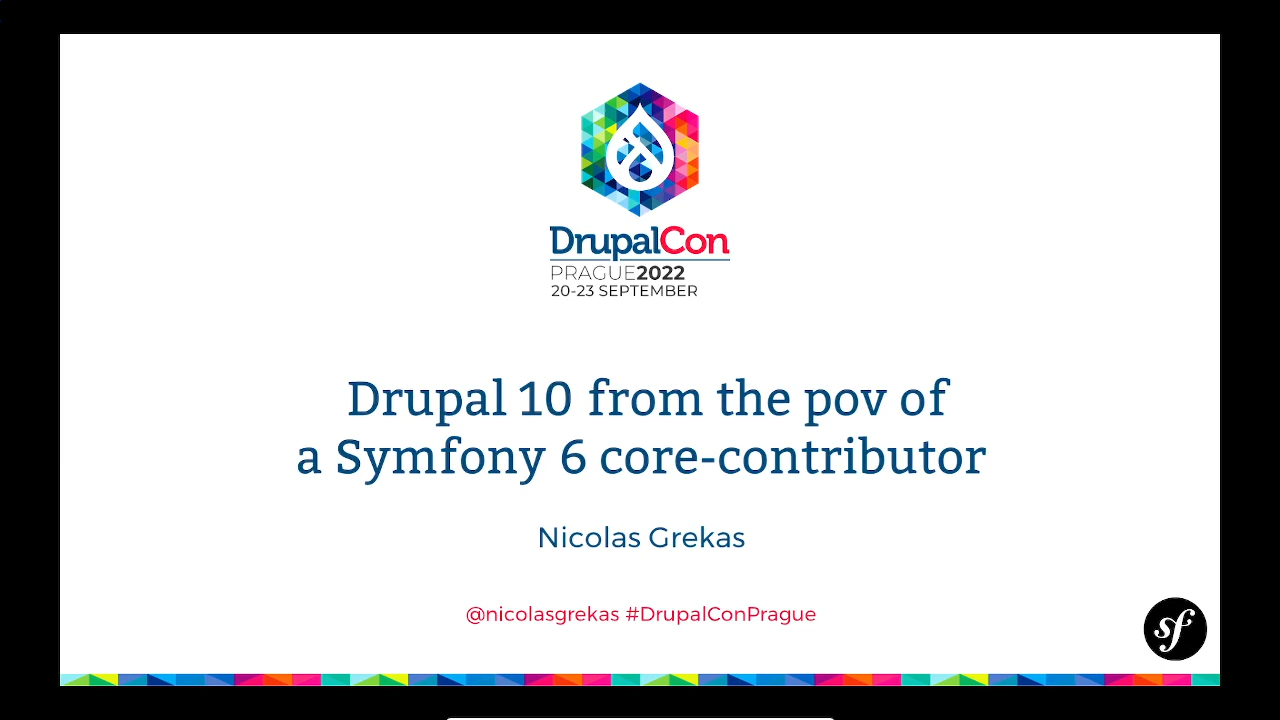 DrupalCon
PRAGUE2022
20-23 SEPTEMBER
Drupal 10 from the pov of
a Symfony 6 core-contributor
Nicolas Grekas
@nicolasgrekas #DrupalConPrague
sf